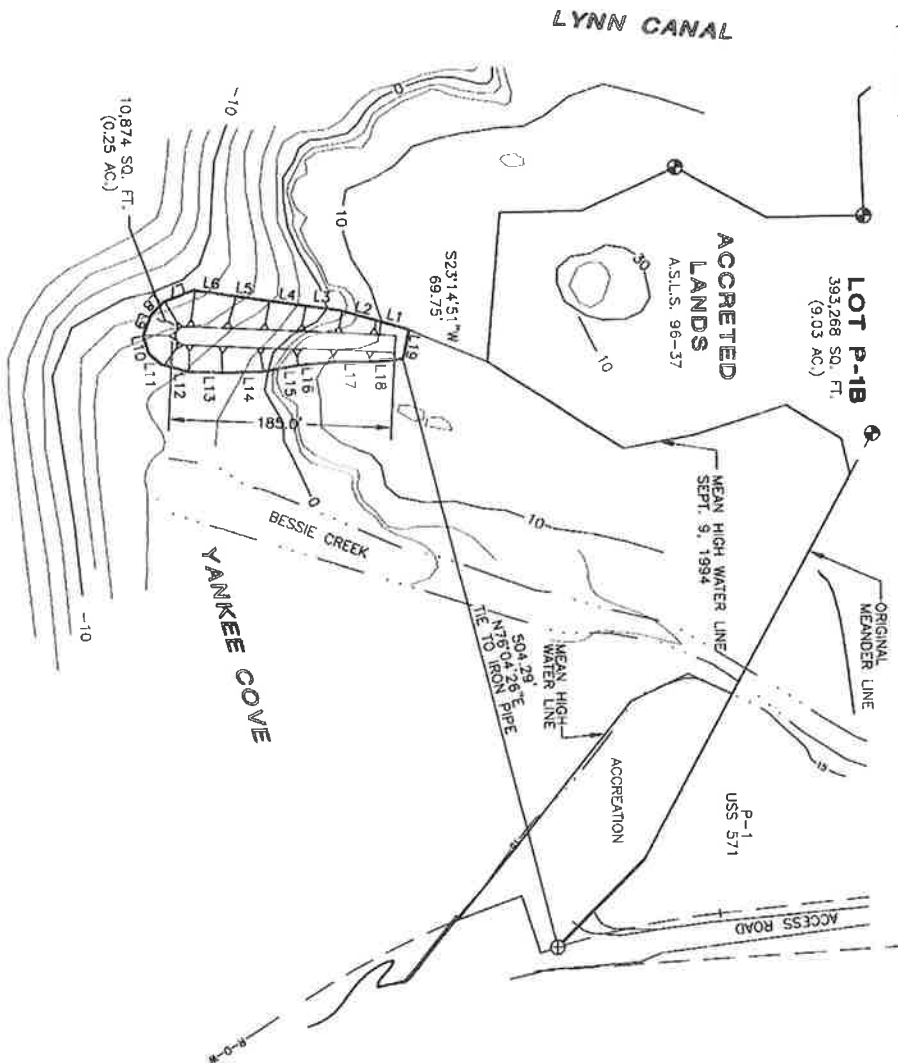 LYNN CANAL
LOT P-1B
393,268 SQ. FT.
(9.03 AC.)
ACCRETED
LANDS
A.S.L.S. 96-37
30
10
10
0
-10
10,874 SQ. FT.
(0.25 AC.)
S23°14'51"W
69.75'
L1
L2
L3
L4
L5
L6
L7
L8
L9
L10
L11
L12
L13
L14
L15
L16
L17
L18
L19
185.0'
0
10
BESSIE CREEK
YANKEE COVE
-10
MEAN HIGH WATER LINE
SEPT. 9, 1994
ORIGINAL
MEANDER LINE
504.29'
N76°04'26"E
TIE TO IRON PIPE
MEAN HIGH
WATER LINE
ACCREATION
15
P-1
USS 571
ACCESS ROAD
R-O-W